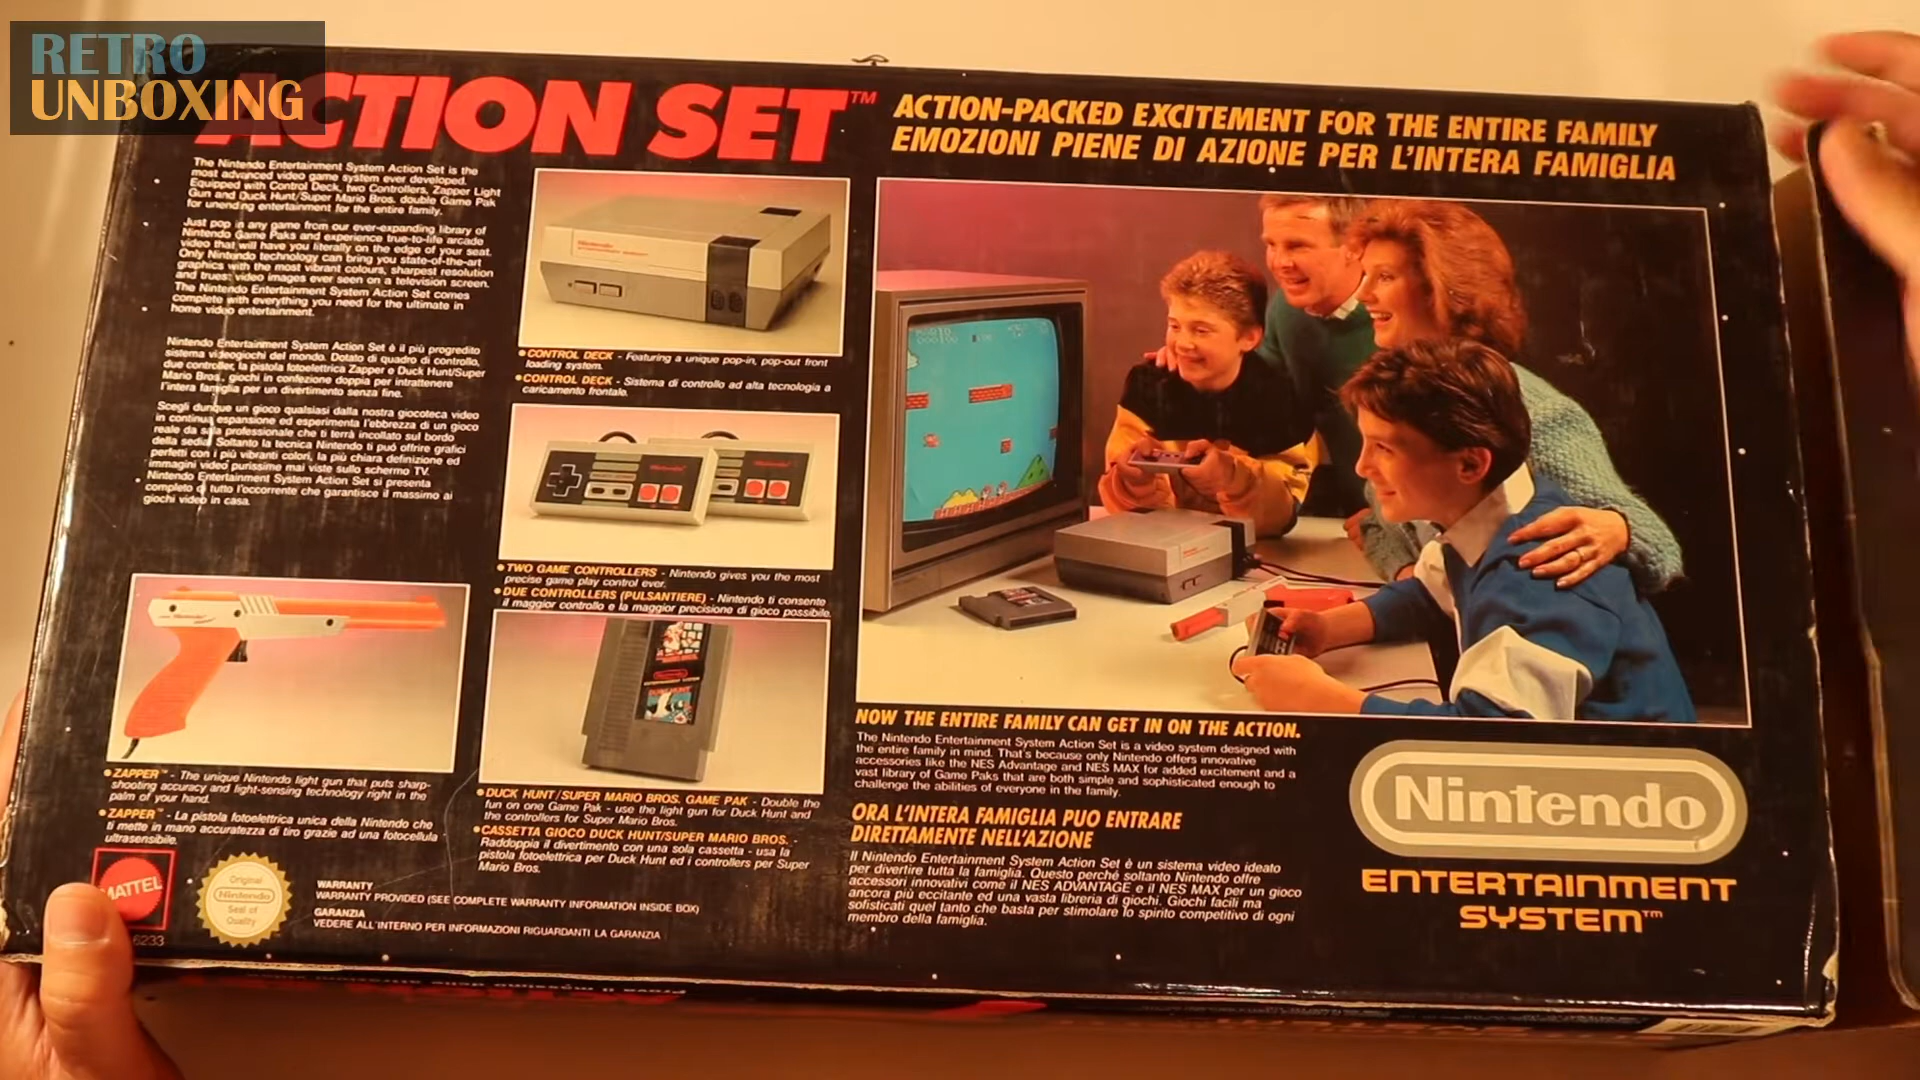 RETRO
UNBOXING
ACTION SET™
The Nintendo Entertainment System Action Set is the
most advanced video game system ever developed.
Equipped with Control Deck, two Controllers, Zapper Light
Gun and Duck Hunt/Super Mario Bros. double Game Pak
for unending entertainment for the entire family.
Just pop in any game from our ever-expanding library of
Nintendo Game Paks and experience true-to-life arcade
video that will have you literally on the edge of your seat.
Only Nintendo technology can bring you state-of-the-art
graphics with the most vibrant colours, sharpest resolution
and truest video images ever seen on a television screen.
The Nintendo Entertainment System Action Set comes
complete with everything you need for the ultimate in
home video entertainment.
Nintendo Entertainment System Action Set è il più progredito
sistema videogiochi del mondo. Dotato di quadro di controllo,
due controller, la pistola fotoelettrica Zapper e Duck Hunt/Super
Mario Bros., giochi in confezione doppia per intrattenere
l'intera famiglia per un divertimento senza fine.
Scegli dunque un gioco qualsiasi dalla nostra giocoteca video
in continua espansione ed esperimenta l'ebbrezza di un gioco
reale da sala professionale che ti terrà incollato sul bordo
della sedia! Soltanto la tecnica Nintendo ti può offrire grafici
perfetti con i più vibranti colori, la più chiara definizione ed
immagini video purissime mai viste sullo schermo TV.
Nintendo Entertainment System Action Set si presenta
completo di tutto l'occorrente che garantisce il massimo ai
giochi video in casa.
• CONTROL DECK - Featuring a unique pop-in, pop-out front
loading system.
• CONTROL DECK - Sistema di controllo ad alta tecnologia a
caricamento frontale.
• TWO GAME CONTROLLERS - Nintendo gives you the most
precise game play control ever.
• DUE CONTROLLERS (PULSANTIERE) - Nintendo ti consente
il maggior controllo e la maggior precisione di gioco possibile.
• ZAPPER™ - The unique Nintendo light gun that puts sharp-
shooting accuracy and light-sensing technology right in the
palm of your hand.
• ZAPPER™ - La pistola fotoelettrica unica della Nintendo che
ti mette in mano accuratezza di tiro grazie ad una fotocellula
ultrasensibile.
• DUCK HUNT/SUPER MARIO BROS. GAME PAK - Double the
fun on one Game Pak - use the light gun for Duck Hunt and
the controllers for Super Mario Bros.
• CASSETTA GIOCO DUCK HUNT/SUPER MARIO BROS. -
Raddoppia il divertimento con una sola cassetta - usa la
pistola fotoelettrica per Duck Hunt ed i controllers per Super
Mario Bros.
MATTEL
6233
Original
Nintendo
Seal of
Quality
WARRANTY
WARRANTY PROVIDED (SEE COMPLETE WARRANTY INFORMATION INSIDE BOX)
GARANZIA
VEDERE ALL'INTERNO PER INFORMAZIONI RIGUARDANTI LA GARANZIA
ACTION-PACKED EXCITEMENT FOR THE ENTIRE FAMILY
EMOZIONI PIENE DI AZIONE PER L'INTERA FAMIGLIA
NOW THE ENTIRE FAMILY CAN GET IN ON THE ACTION.
The Nintendo Entertainment System Action Set is a video system designed with
the entire family in mind. That's because only Nintendo offers innovative
accessories like the NES Advantage and NES MAX for added excitement and a
vast library of Game Paks that are both simple and sophisticated enough to
challenge the abilities of everyone in the family.
ORA L'INTERA FAMIGLIA PUO ENTRARE
DIRETTAMENTE NELL'AZIONE
Il Nintendo Entertainment System Action Set è un sistema video ideato
per divertire tutta la famiglia. Questo perché soltanto Nintendo offre
accessori innovativi come il NES ADVANTAGE e il NES MAX per un gioco
ancora più eccitante ed una vasta libreria di giochi. Giochi facili ma
sofisticati quel tanto che basta per stimolare lo spirito competitivo di ogni
membro della famiglia.
Nintendo
ENTERTAINMENT
SYSTEM™